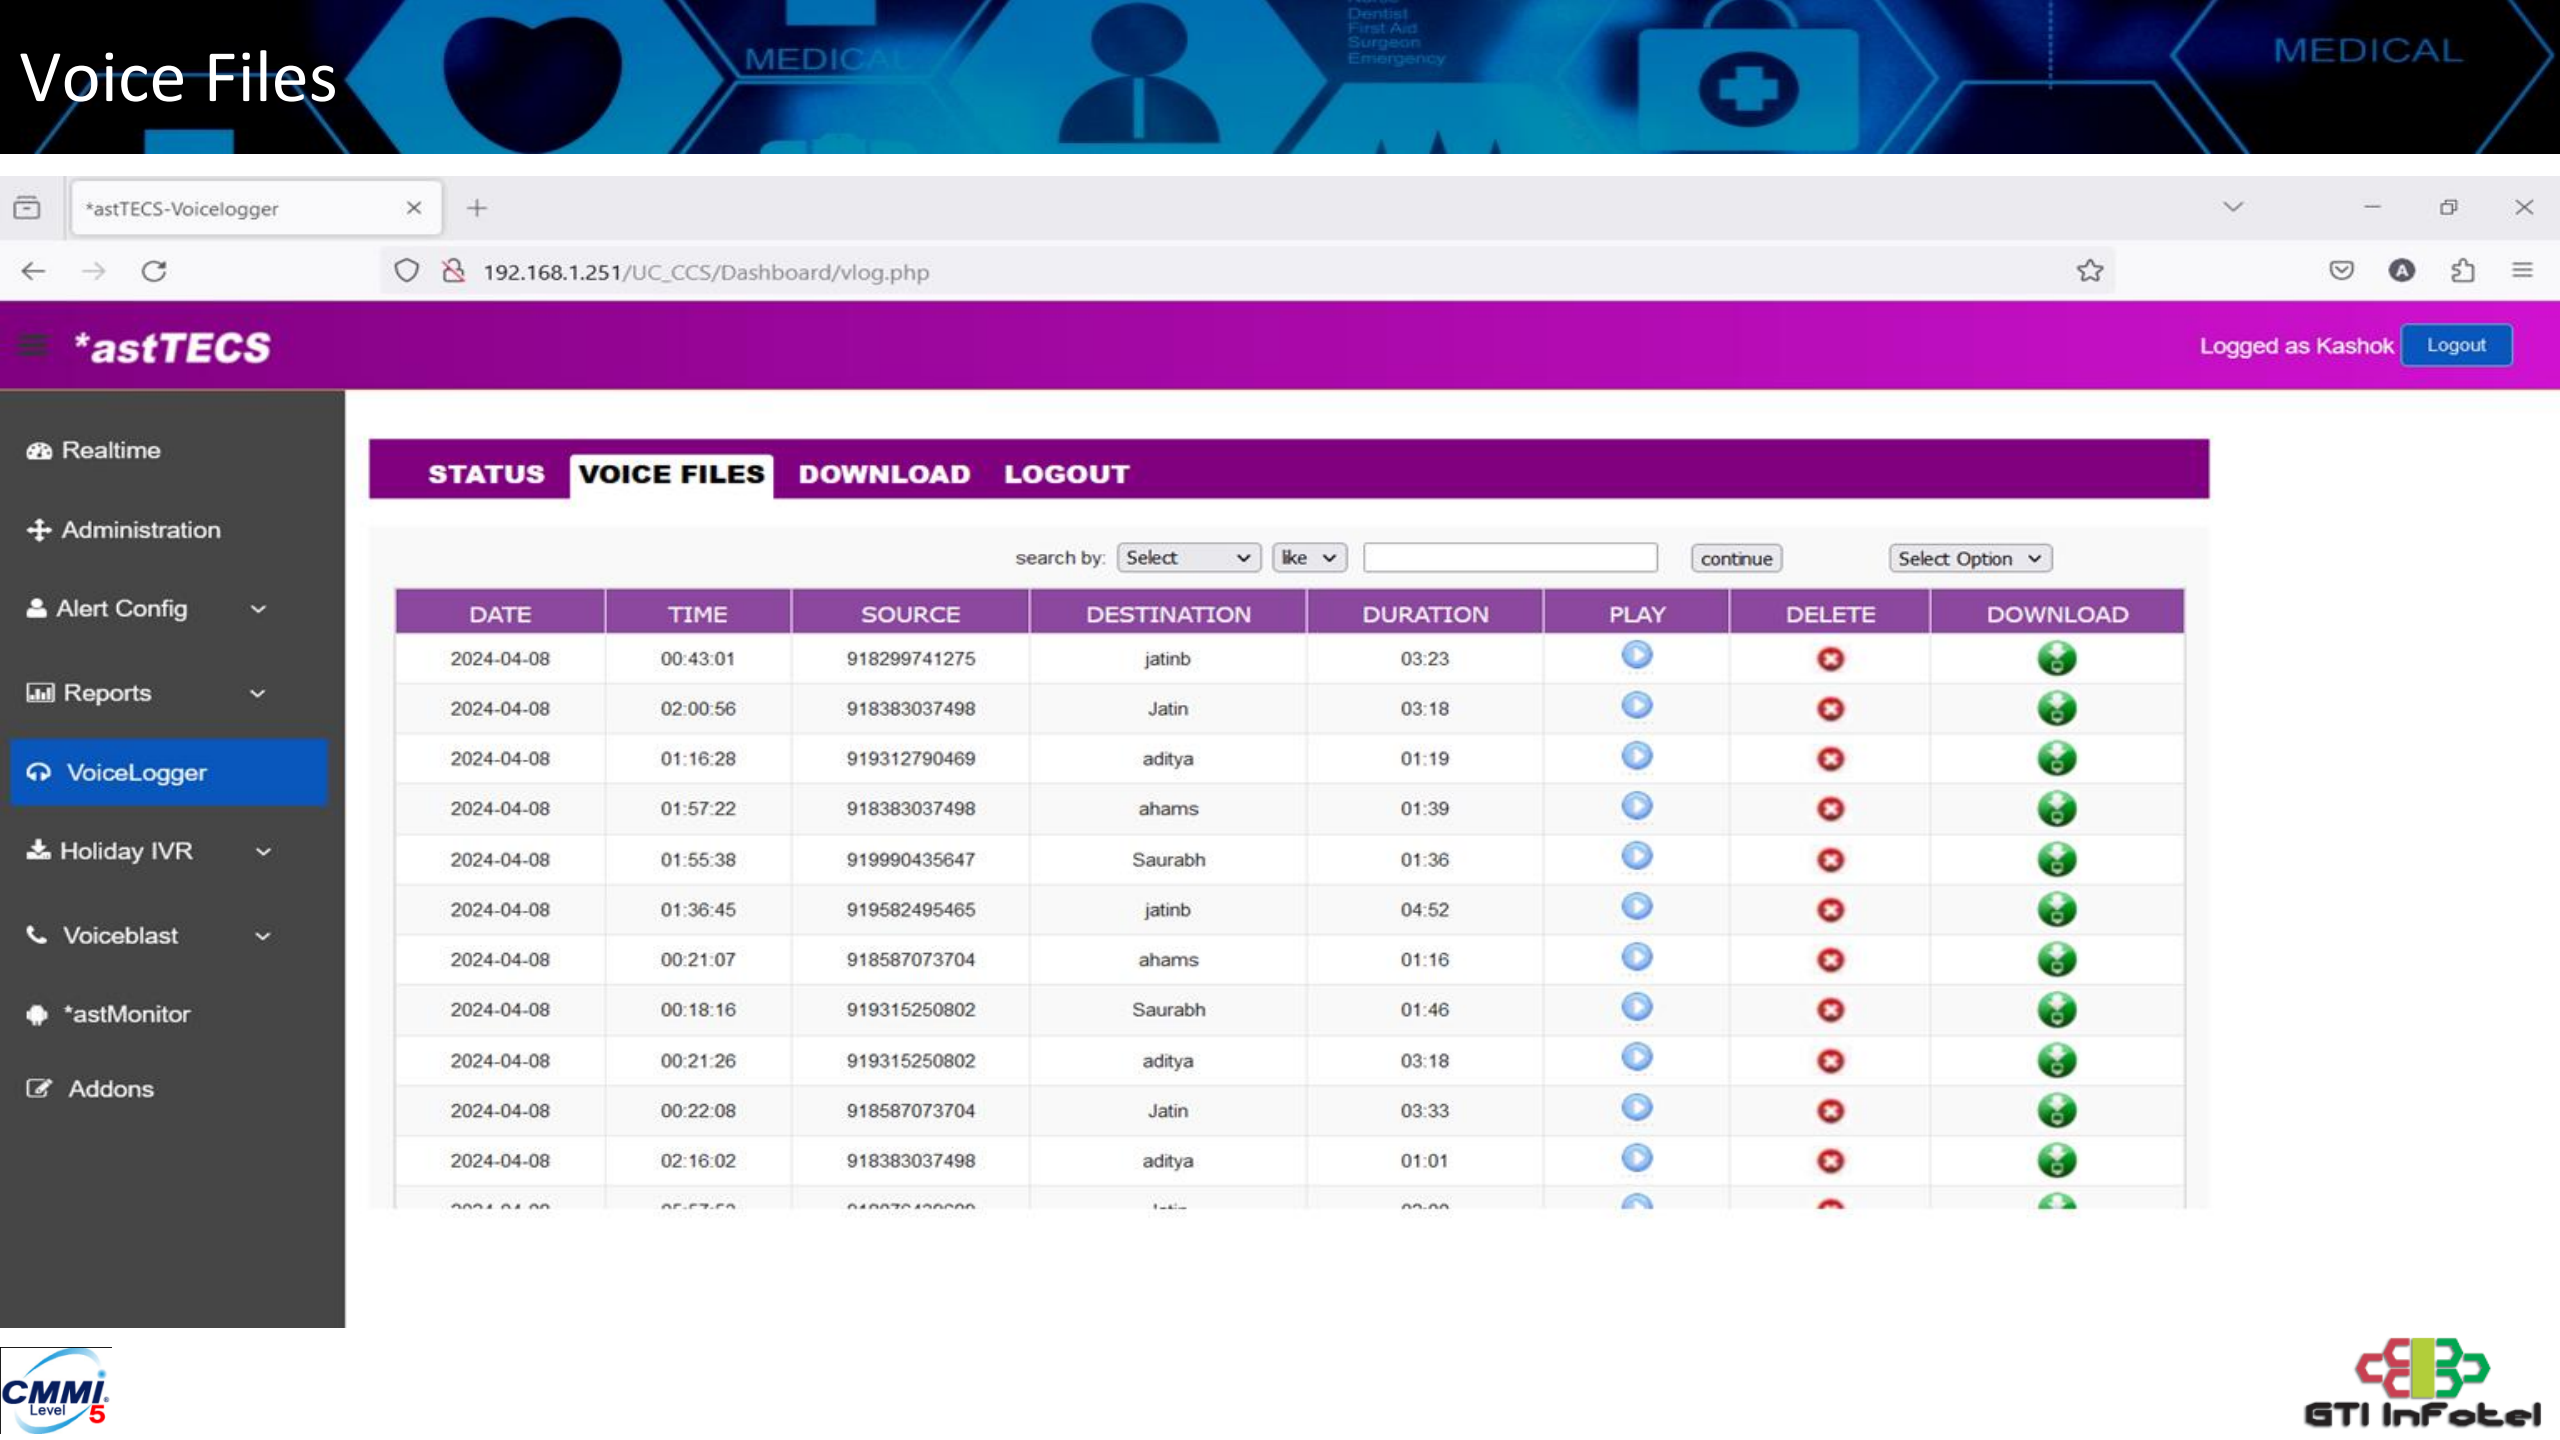 Voice Files
MEDICAL
Dentist
First Aid
Surgeon
Emergency
MEDICAL
*astTECS-Voicelogger
192.168.1.251/UC_CCS/Dashboard/vlog.php
*astTECS
Logged as Kashok Logout
Realtime
Administration
Alert Config
Reports
VoiceLogger
Holiday IVR
Voiceblast
*astMonitor
Addons
STATUS VOICE FILES DOWNLOAD LOGOUT
search by: Select like continue Select Option
DATE TIME SOURCE DESTINATION DURATION PLAY DELETE DOWNLOAD
2024-04-08 00:43:01 918299741275 jatinb 03:23
2024-04-08 02:00:56 918383037498 Jatin 03:18
2024-04-08 01:16:28 919312790469 aditya 01:19
2024-04-08 01:57:22 918383037498 ahams 01:39
2024-04-08 01:55:38 919990435647 Saurabh 01:36
2024-04-08 01:36:45 919582495465 jatinb 04:52
2024-04-08 00:21:07 918587073704 ahams 01:16
2024-04-08 00:18:16 919315250802 Saurabh 01:46
2024-04-08 00:21:26 919315250802 aditya 03:18
2024-04-08 00:22:08 918587073704 Jatin 03:33
2024-04-08 02:16:02 918383037498 aditya 01:01
CMMI
Level 5
GTI InFotel